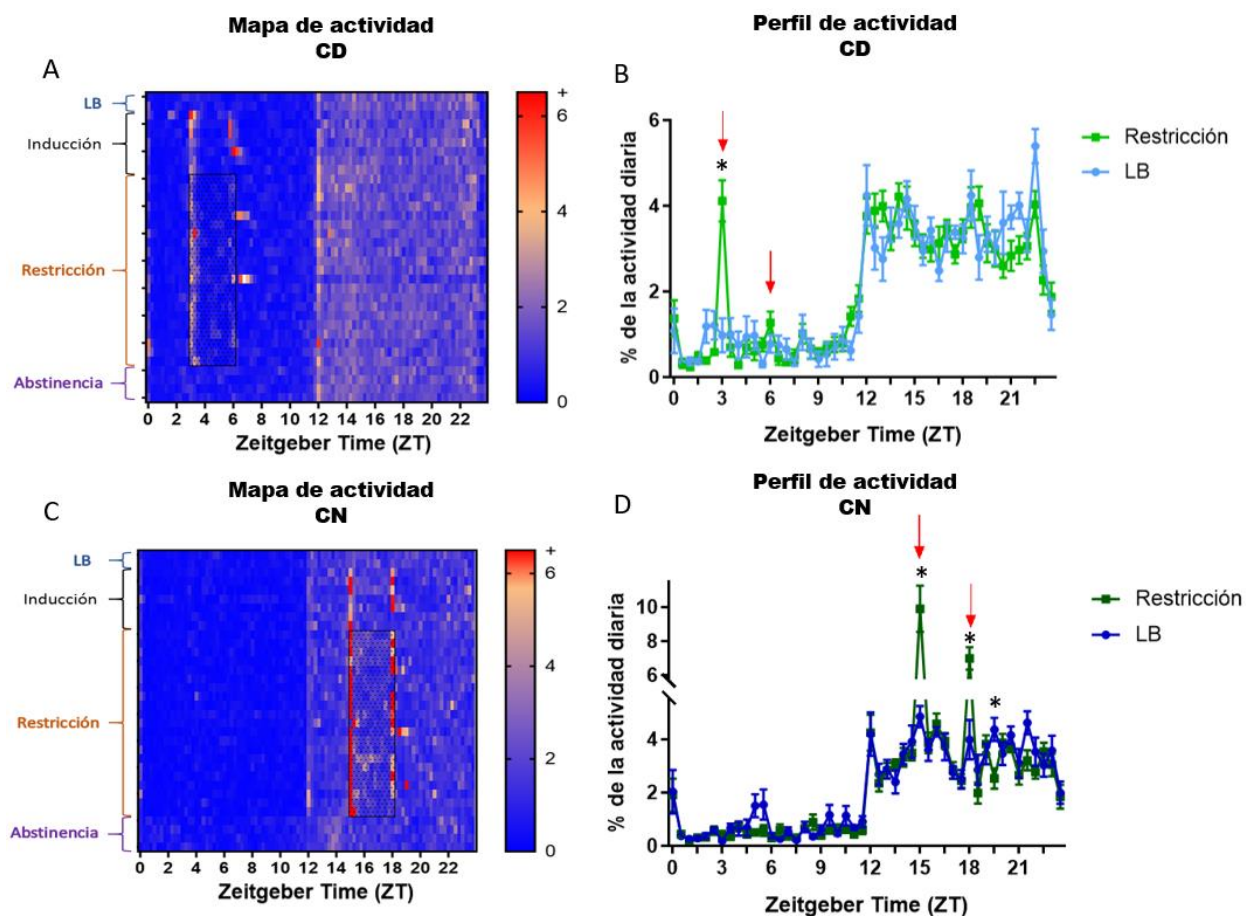 Mapa de actividad
CD
A
LB
Inducción
Restricción
Abstinencia
+
6
4
2
0
0 2 4 6 8 10 12 14 16 18 20 22
Zeitgeber Time (ZT)
Perfil de actividad
CD
B
6
4
2
0
% de la actividad diaria
*
Restricción
LB
0 3 6 9 12 15 18 21
Zeitgeber Time (ZT)
Mapa de actividad
CN
C
LB
Inducción
Restricción
Abstinencia
+
6
4
2
0
0 2 4 6 8 10 12 14 16 18 20 22
Zeitgeber Time (ZT)
Perfil de actividad
CN
D
10
8
6
4
2
0
% de la actividad diaria
* * *
Restricción
LB
0 3 6 9 12 15 18 21
Zeitgeber Time (ZT)